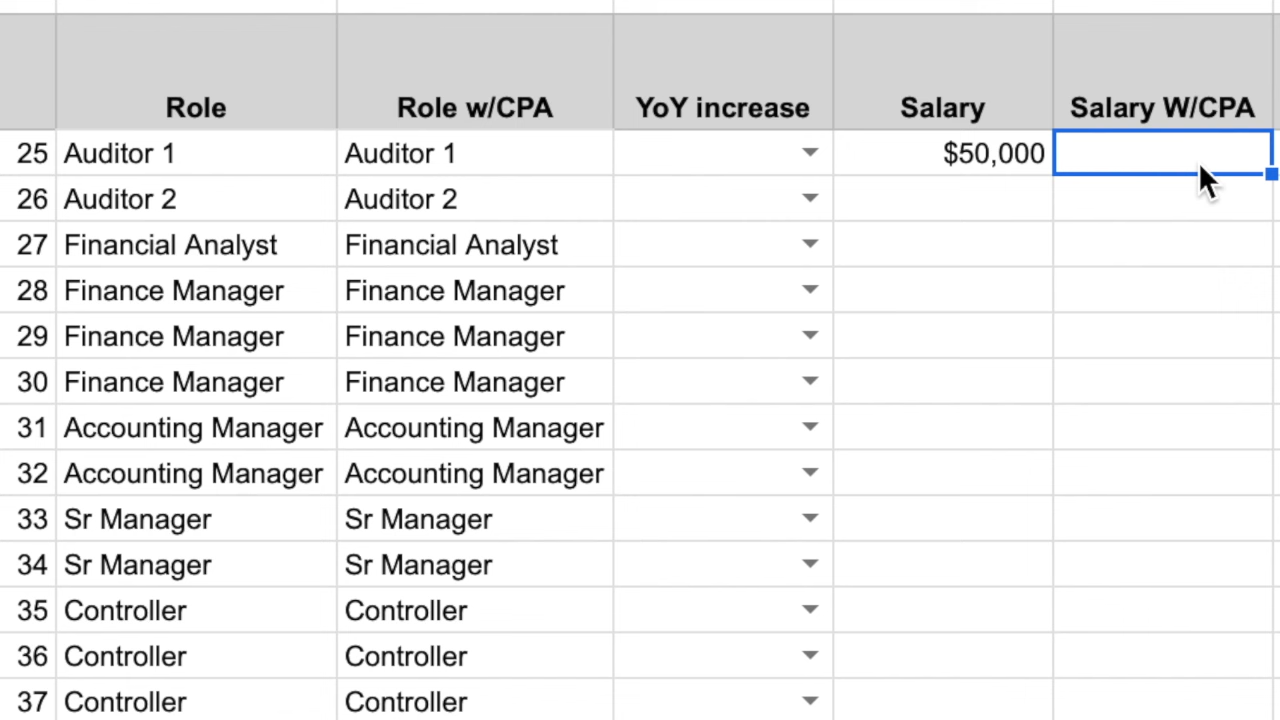 Role Role w/CPA YoY increase Salary Salary W/CPA
25 Auditor 1 Auditor 1 $50,000
26 Auditor 2 Auditor 2
27 Financial Analyst Financial Analyst
28 Finance Manager Finance Manager
29 Finance Manager Finance Manager
30 Finance Manager Finance Manager
31 Accounting Manager Accounting Manager
32 Accounting Manager Accounting Manager
33 Sr Manager Sr Manager
34 Sr Manager Sr Manager
35 Controller Controller
36 Controller Controller
37 Controller Controller